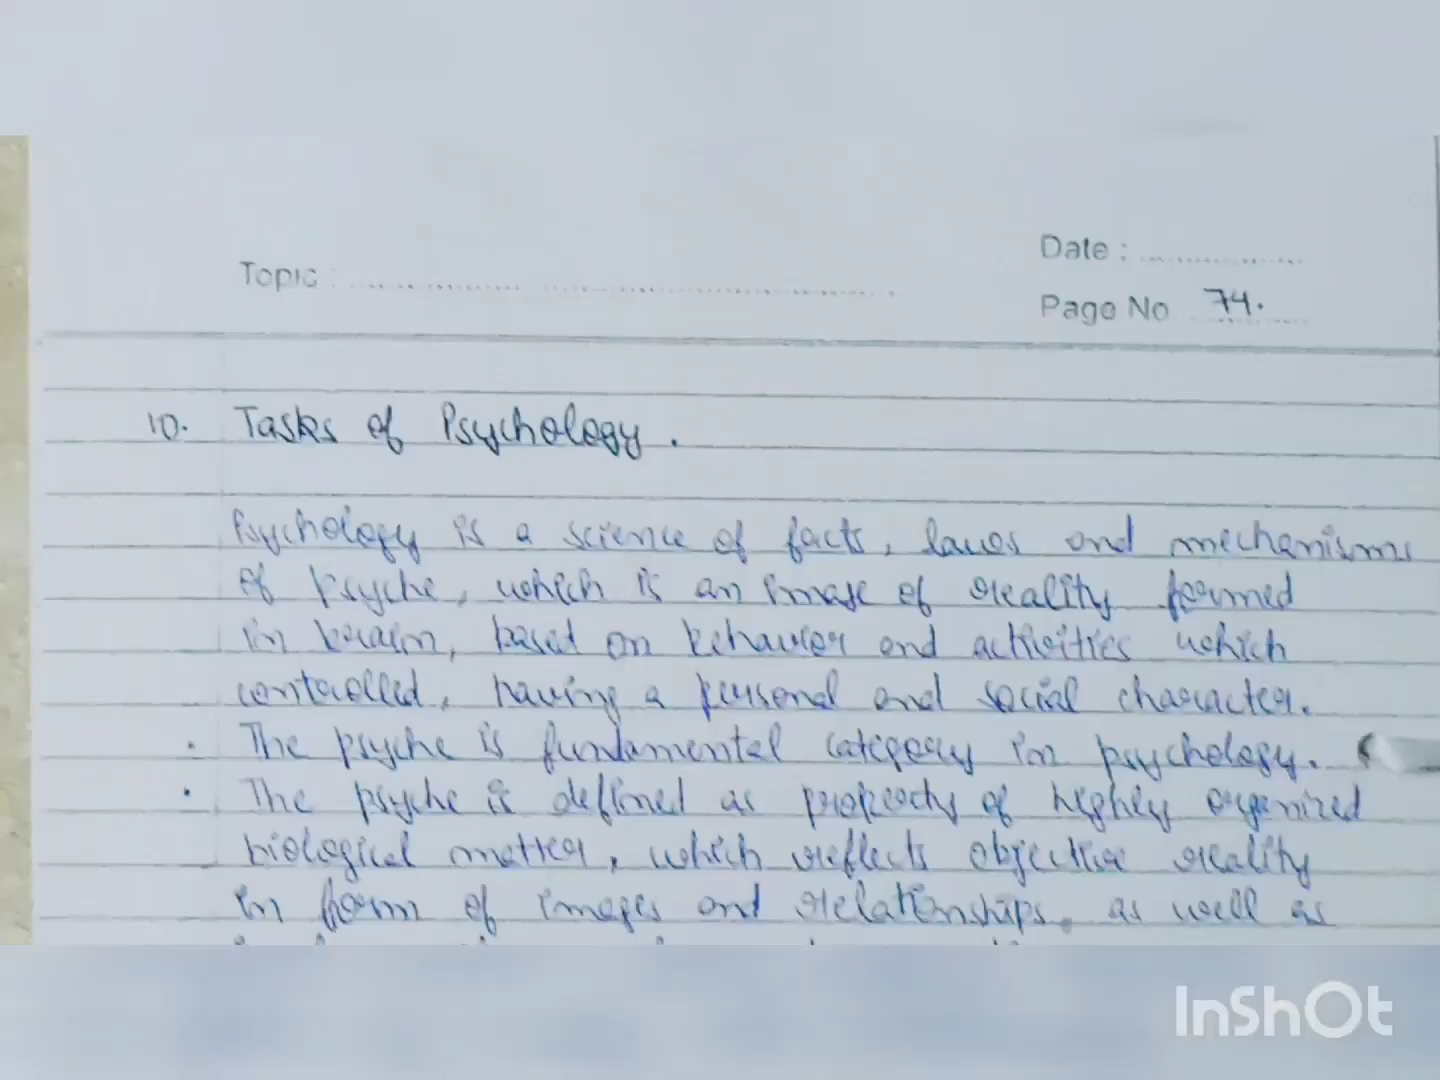 Topic :
Date :
Page No 74.
10. Tasks of Psychology.
Psychology is a science of facts, laws and mechanisms
of psyche, which is an image of reality formed
in brain, based on behavior and activities which
controlled, having a personal and social character.
. The psyche is fundamental category in psychology.
. The psyche is defined as property of highly organized
biological matter, which reflects objective reality
in form of images and relationships, as well as
InShOt